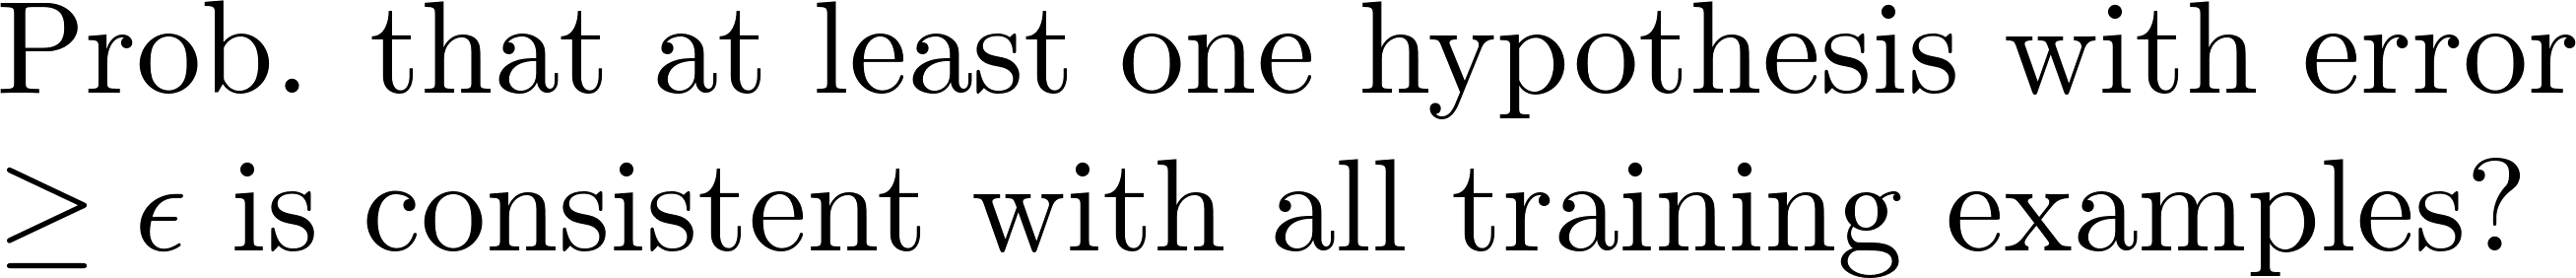 Prob. that at least one hypothesis with error
≥ ϵ is consistent with all training examples?